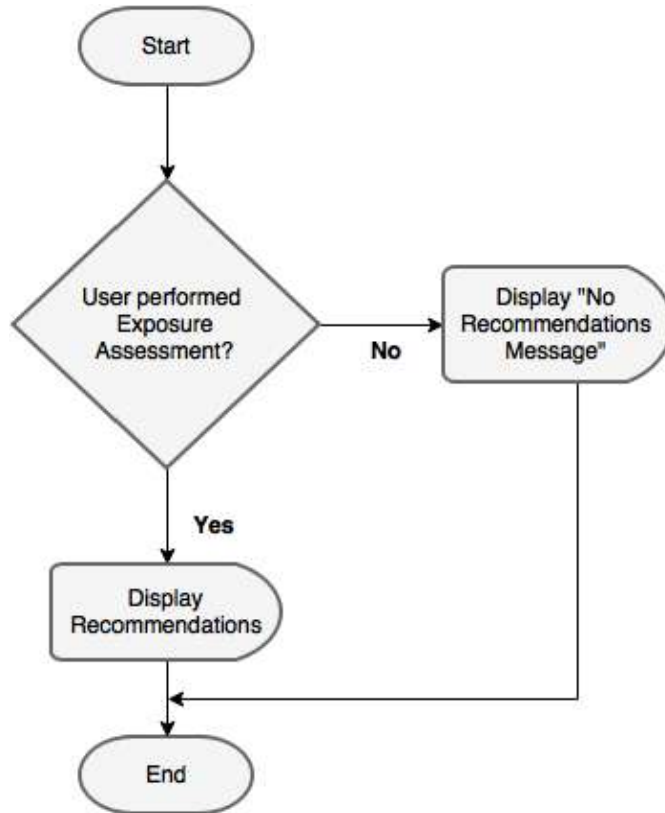 Start
User performed
Exposure
Assessment?
No
Display "No
Recommendations
Message"
Yes
Display
Recommendations
End